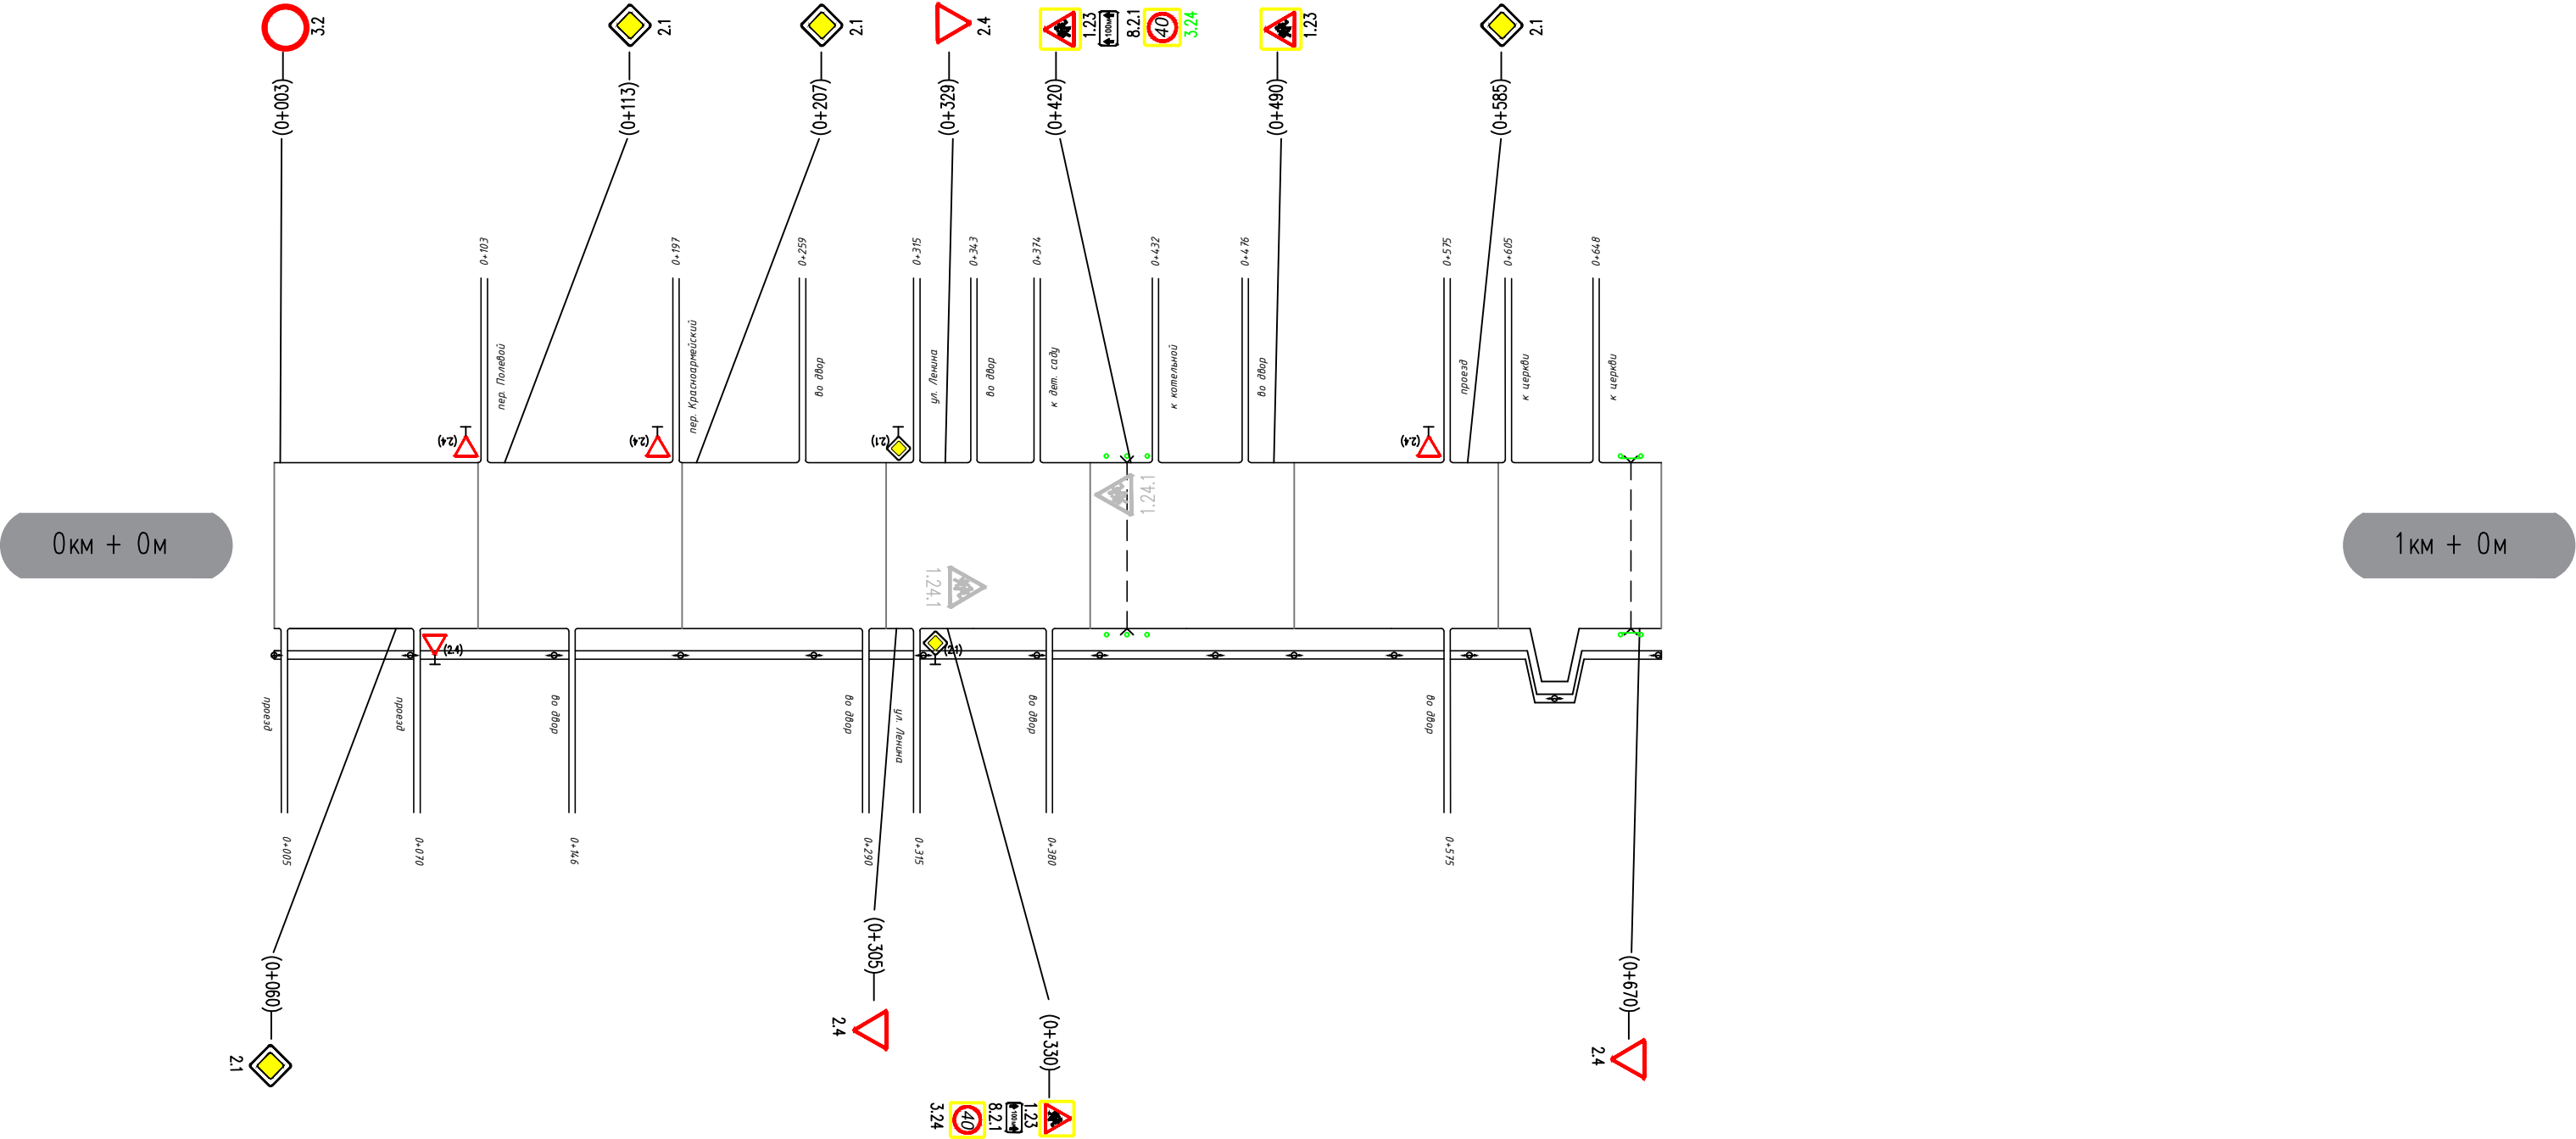 3.2
2.1
2.1
2.4
1.23
100м
8.2.1
40
3.24
1.23
2.1
(0+003)
(0+113)
(0+207)
(0+329)
(0+420)
(0+490)
(0+585)
0+103
0+197
0+259
0+315
0+343
0+374
0+432
0+476
0+575
0+605
0+648
пер. Полевой
пер. Красноармейский
во двор
ул. Ленина
во двор
к дет. саду
к котельной
во двор
проезд
к церкви
к церкви
(2.4)
(2.4)
(2.1)
(2.4)
1.24.1
0км + 0м
1км + 0м
1.24.1
(2.4)
(2.1)
проезд
проезд
во двор
во двор
ул. Ленина
во двор
во двор
0+005
0+070
0+146
0+290
0+315
0+380
0+575
(0+060)
(0+305)
(0+330)
(0+670)
2.1
2.4
2.4
3.24
40
8.2.1
100м
1.23